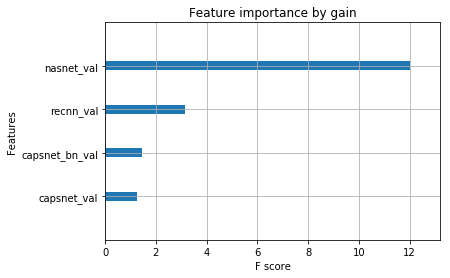 Feature importance by gain
Features
nasnet_val
recnn_val
capsnet_bn_val
capsnet_val
0 2 4 6 8 10 12
F score